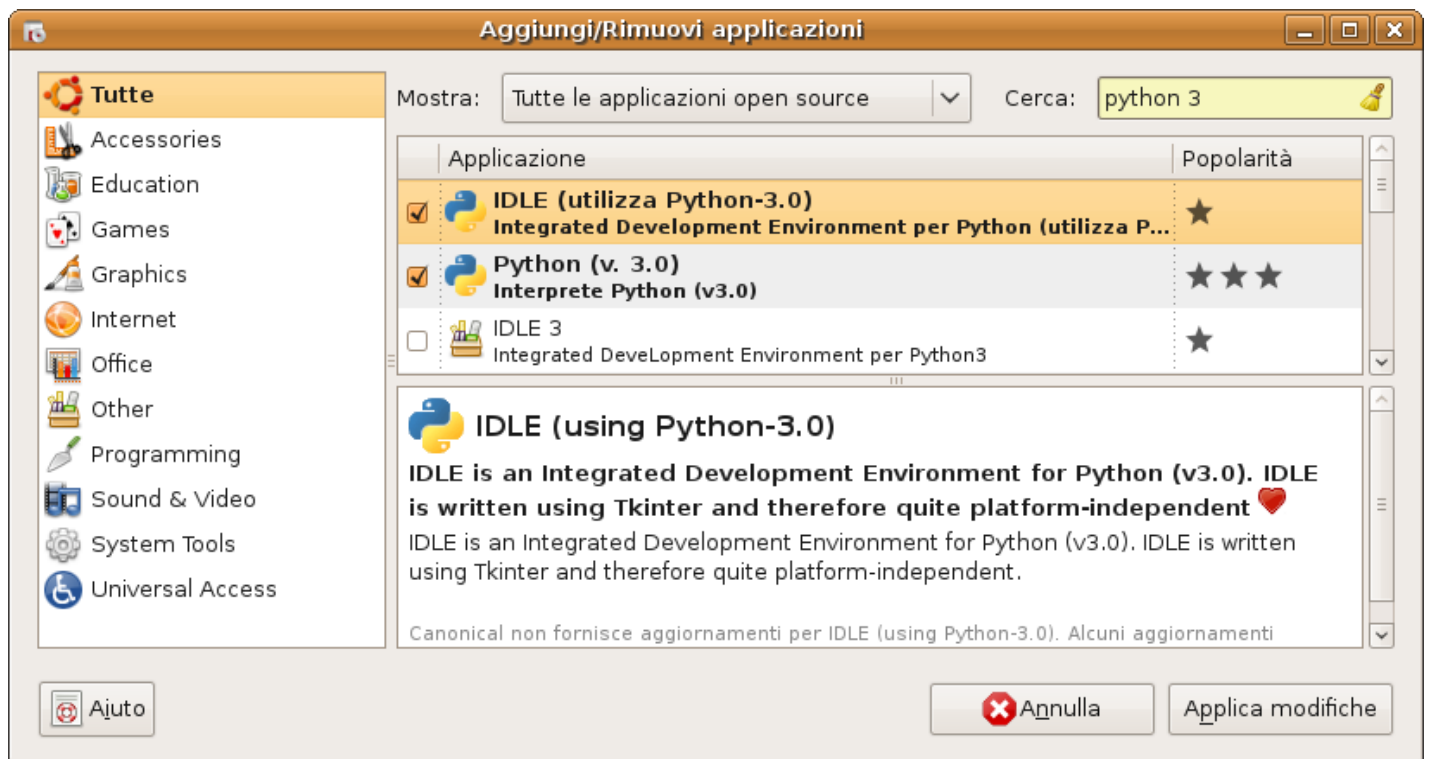 Aggiungi/Rimuovi applicazioni
Tutte
Accessories
Education
Games
Graphics
Internet
Office
Other
Programming
Sound & Video
System Tools
Universal Access
Mostra: Tutte le applicazioni open source Cerca: python 3
Applicazione Popolarità
IDLE (utilizza Python-3.0)
Integrated Development Environment per Python (utilizza P...
Python (v. 3.0)
Interprete Python (v3.0)
IDLE 3
Integrated DeveLopment Environment per Python3
IDLE (using Python-3.0)
IDLE is an Integrated Development Environment for Python (v3.0). IDLE
is written using Tkinter and therefore quite platform-independent
IDLE is an Integrated Development Environment for Python (v3.0). IDLE is written
using Tkinter and therefore quite platform-independent.
Canonical non fornisce aggiornamenti per IDLE (using Python-3.0). Alcuni aggiornamenti
Aiuto Annulla Applica modifiche